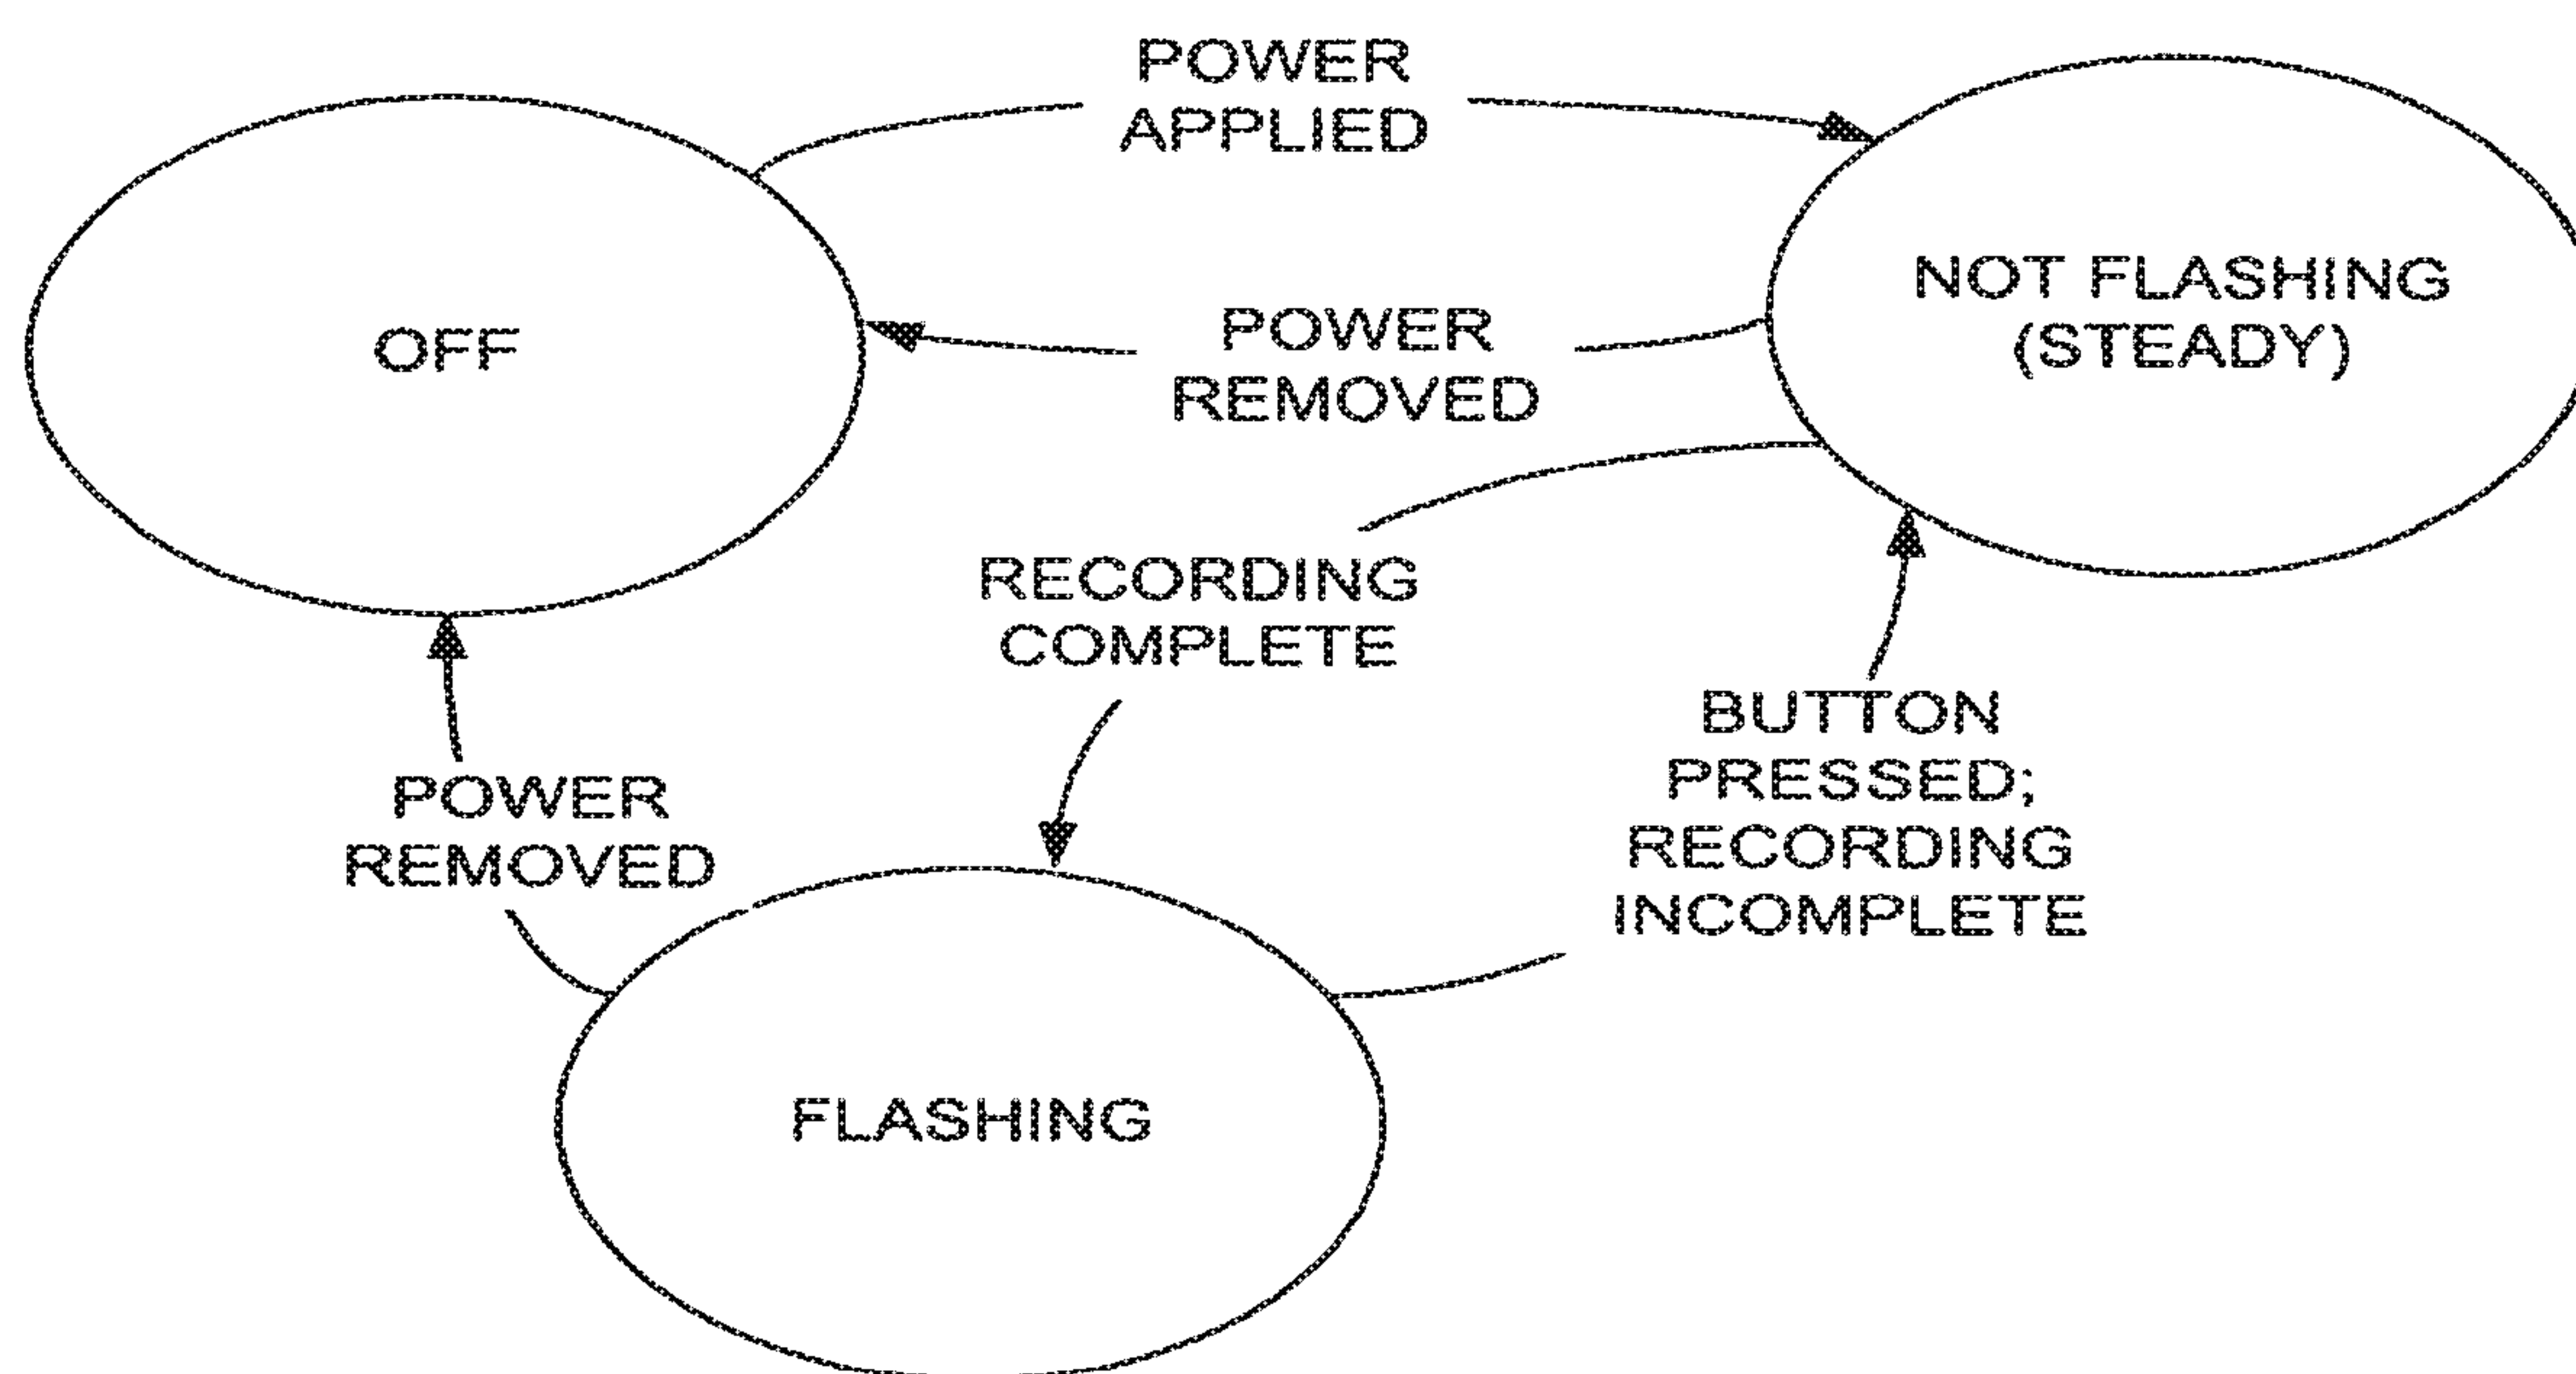 POWER
APPLIED
OFF
NOT FLASHING
(STEADY)
POWER
REMOVED
RECORDING
COMPLETE
BUTTON
PRESSED;
RECORDING
INCOMPLETE
POWER
REMOVED
FLASHING